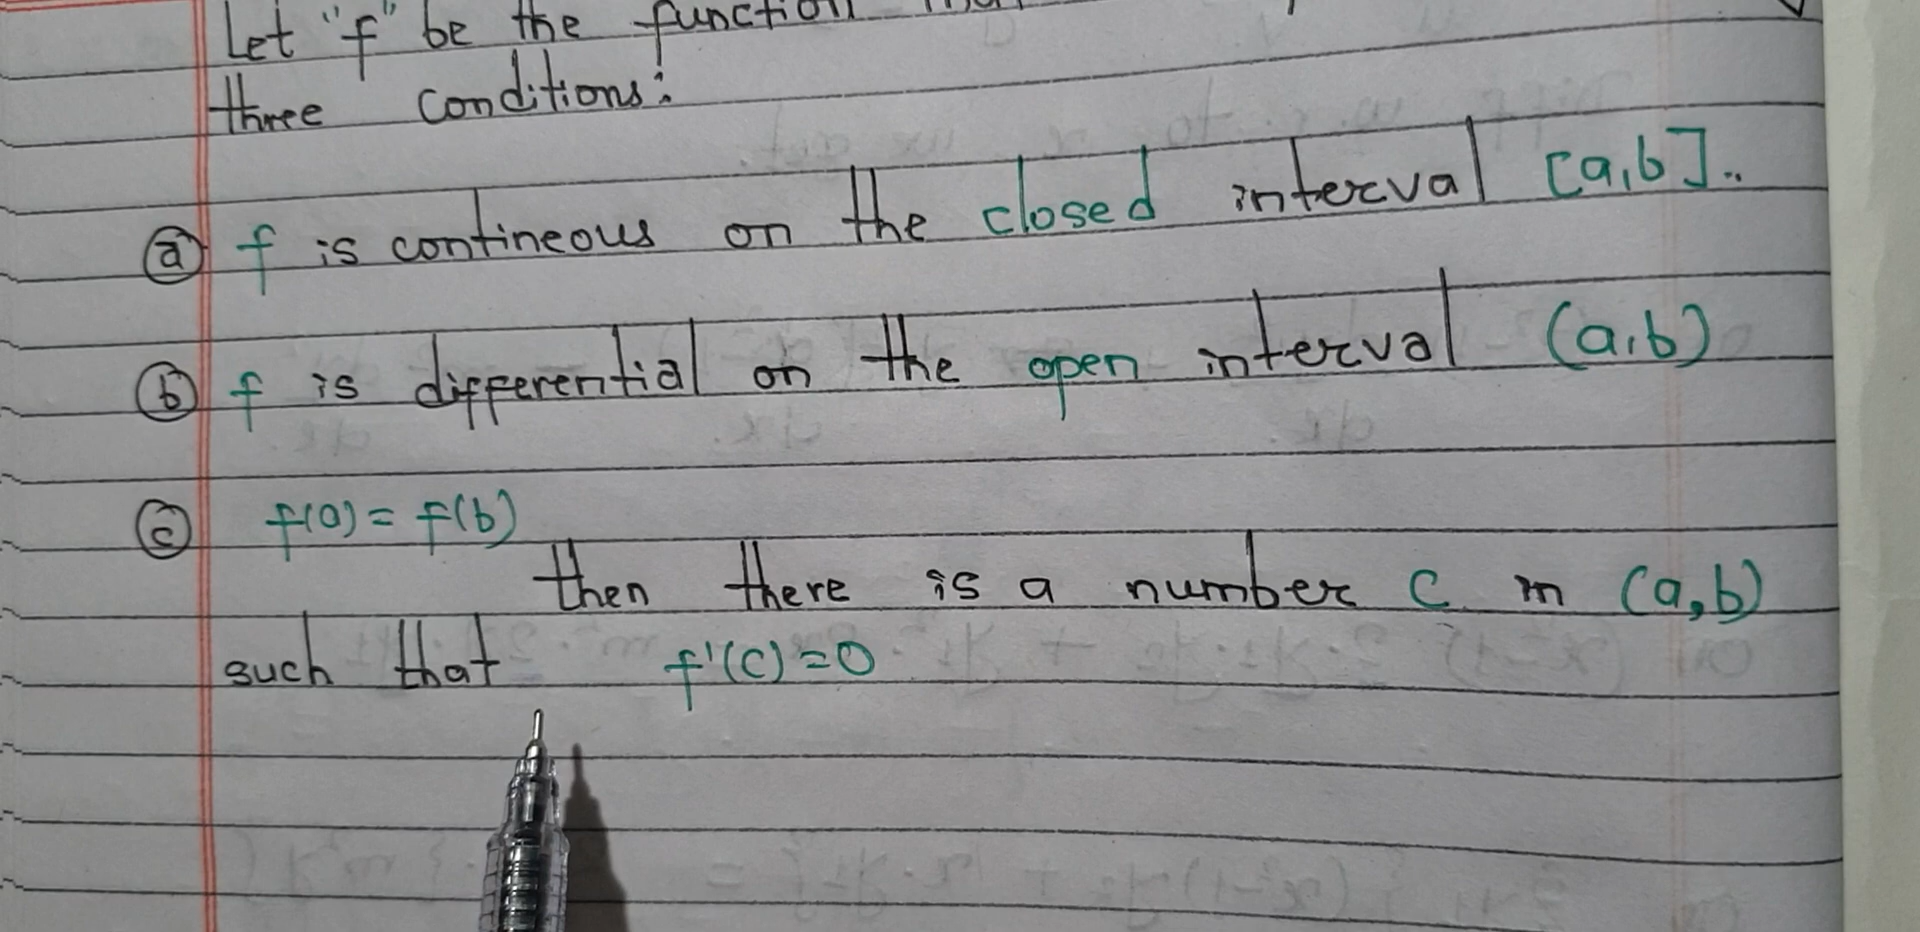 Let "f" be the function
three conditions:
ⓐ f is contineous on the closed interval [a,b]..
ⓑ f is differential on the open interval (a,b)
ⓒ f(a) = f(b)
then there is a number c in (a,b)
such that f'(c)=0